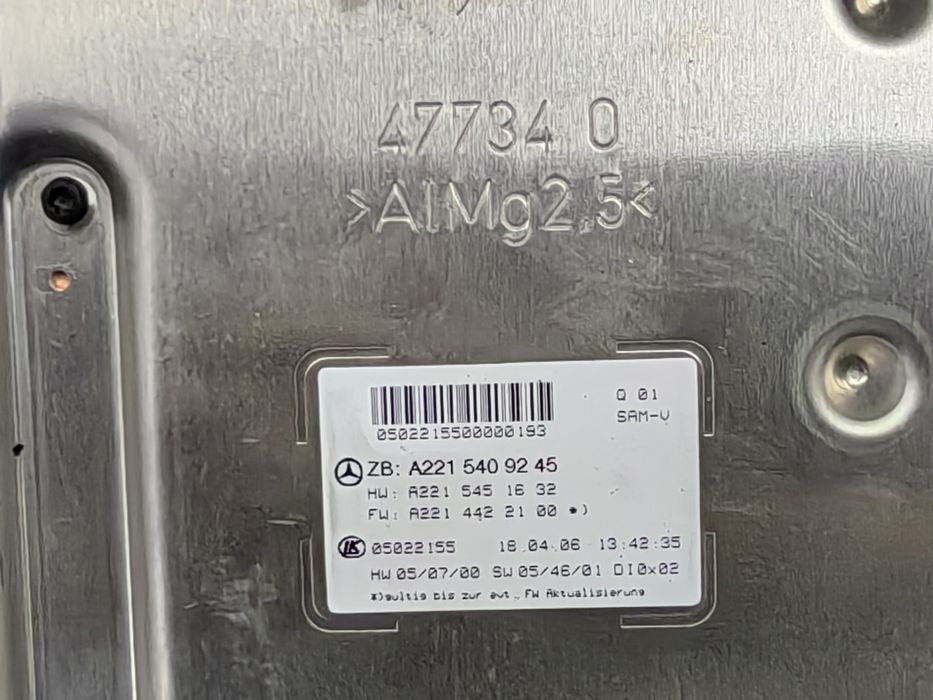 47734 0
>AlMg2,5<
Q 01
SAM-V
0502215500000193
ZB: A221 540 92 45
HW: A221 545 16 32
FW: A221 442 21 00 *)
05022155 18.04.06 13:42:35
HW 05/07/00 SW 05/46/01 DI0x02
*)gültig bis zur evt. FW Aktualisierung